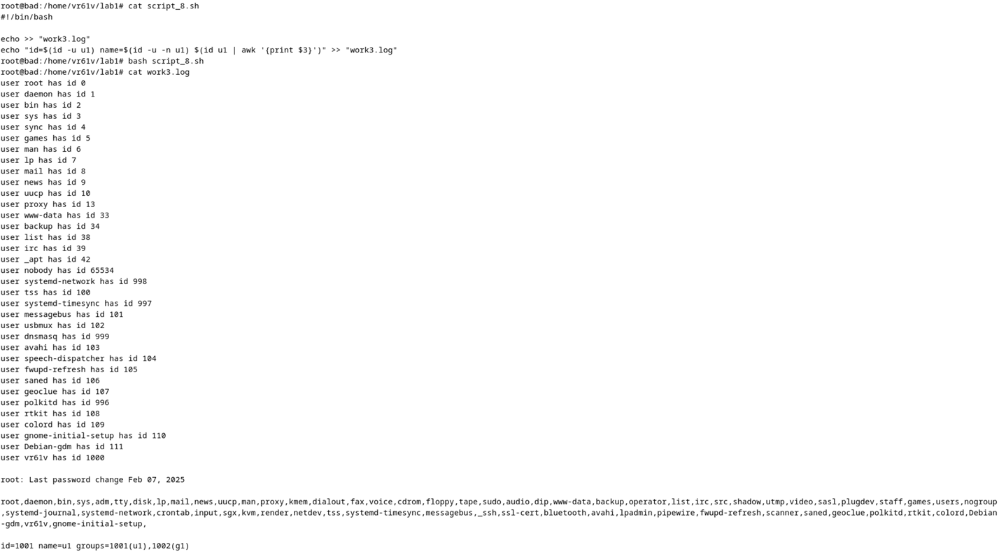 root@bad:/home/vr61v/lab1# cat script_8.sh
#!/bin/bash

echo >> "work3.log"
echo "id=$(id -u u1) name=$(id -u -n u1) $(id u1 | awk '{print $3}')" >> "work3.log"
root@bad:/home/vr61v/lab1# bash script_8.sh
root@bad:/home/vr61v/lab1# cat work3.log
user root has id 0
user daemon has id 1
user bin has id 2
user sys has id 3
user sync has id 4
user games has id 5
user man has id 6
user lp has id 7
user mail has id 8
user news has id 9
user uucp has id 10
user proxy has id 13
user www-data has id 33
user backup has id 34
user list has id 38
user irc has id 39
user _apt has id 42
user nobody has id 65534
user systemd-network has id 998
user tss has id 100
user systemd-timesync has id 997
user messagebus has id 101
user usbmux has id 102
user dnsmasq has id 999
user avahi has id 103
user speech-dispatcher has id 104
user fwupd-refresh has id 105
user saned has id 106
user geoclue has id 107
user polkitd has id 996
user rtkit has id 108
user colord has id 109
user gnome-initial-setup has id 110
user Debian-gdm has id 111
user vr61v has id 1000

root: Last password change Feb 07, 2025

root,daemon,bin,sys,adm,tty,disk,lp,mail,news,uucp,man,proxy,kmem,dialout,fax,voice,cdrom,floppy,tape,sudo,audio,dip,www-data,backup,operator,list,irc,src,shadow,utmp,video,sasl,plugdev,staff,games,users,nogroup
,systemd-journal,systemd-network,crontab,input,sgx,kvm,render,netdev,tss,systemd-timesync,messagebus,_ssh,ssl-cert,bluetooth,avahi,lpadmin,pipewire,fwupd-refresh,scanner,saned,geoclue,polkitd,rtkit,colord,Debian
-gdm,vr61v,gnome-initial-setup,

id=1001 name=u1 groups=1001(u1),1002(g1)